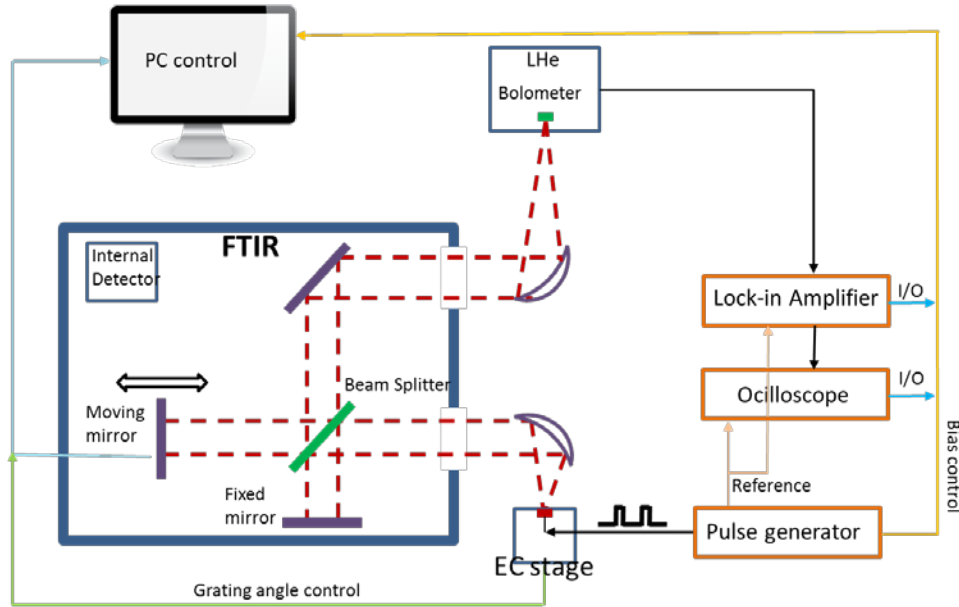 PC control
LHe
Bolometer
FTIR
Internal
Detector
Lock-in Amplifier
I/O
Beam Splitter
Ocilloscope
I/O
Moving
mirror
Bias control
Reference
Fixed
mirror
Pulse generator
EC stage
Grating angle control